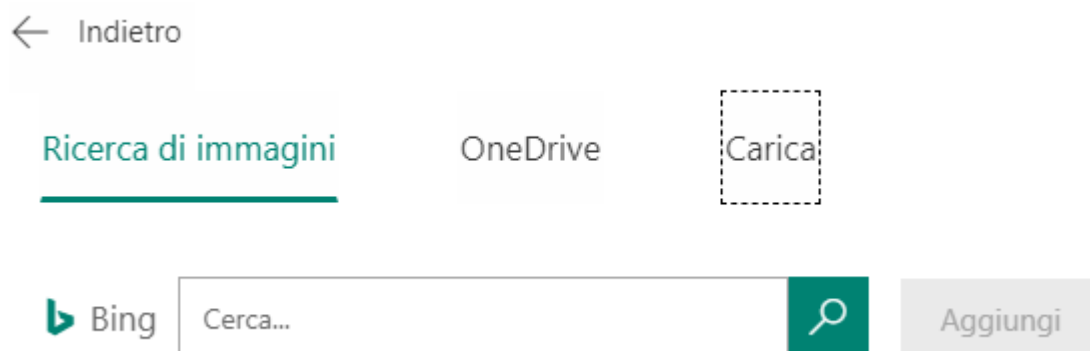 Indietro
Ricerca di immagini OneDrive Carica
Bing Cerca... Aggiungi